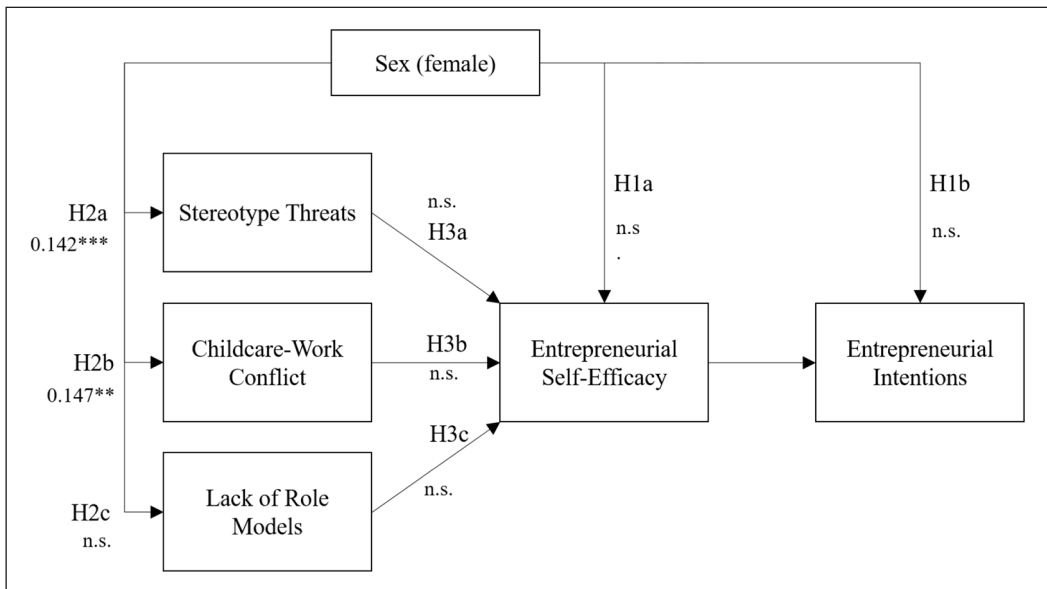 Sex (female)
H1a
n.s
.
H1b
n.s.
H2a
0.142***
Stereotype Threats
n.s.
H3a
H2b
0.147**
Childcare-Work
Conflict
H3b
n.s.
Entrepreneurial
Self-Efficacy
Entrepreneurial
Intentions
H2c
n.s.
Lack of Role
Models
H3c
n.s.